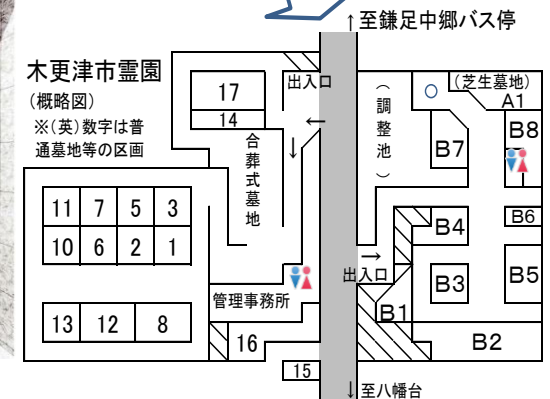 ↑至鎌足中郷バス停
木更津市霊園
(概略図)
※(英)数字は普
通墓地等の区画
17
14
出入口
←
↓
合葬式墓地
(調整池)
○
(芝生墓地)
A1
B8
B7
B6
B4
B5
B3
B1
B2
→
出入口
11 7 5 3
10 6 2 1
13 12 8
管理事務所
16
15
↓至八幡台